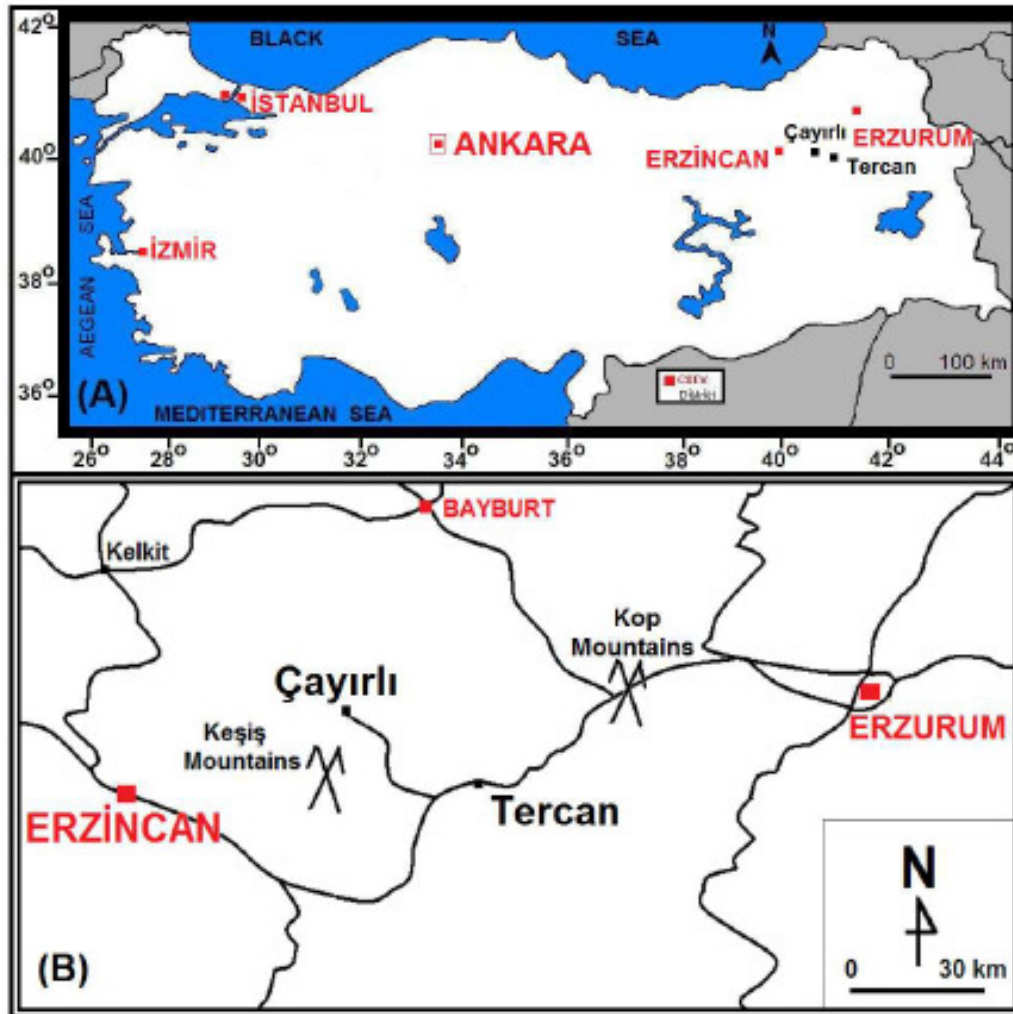 42°
BLACK SEA
N
İSTANBUL
ANKARA
Çayırlı
ERZURUM
ERZİNCAN
Tercan
40°
AEGEAN SEA
İZMİR
38°
0 100 km
District
36°
(A)
MEDITERRANEAN SEA
26° 28° 30° 32° 34° 36° 38° 40° 42° 44°
BAYBURT
Kelkit
Kop
Mountains
Çayırlı
Keşiş
Mountains
ERZURUM
ERZİNCAN
Tercan
N
(B)
0 30 km